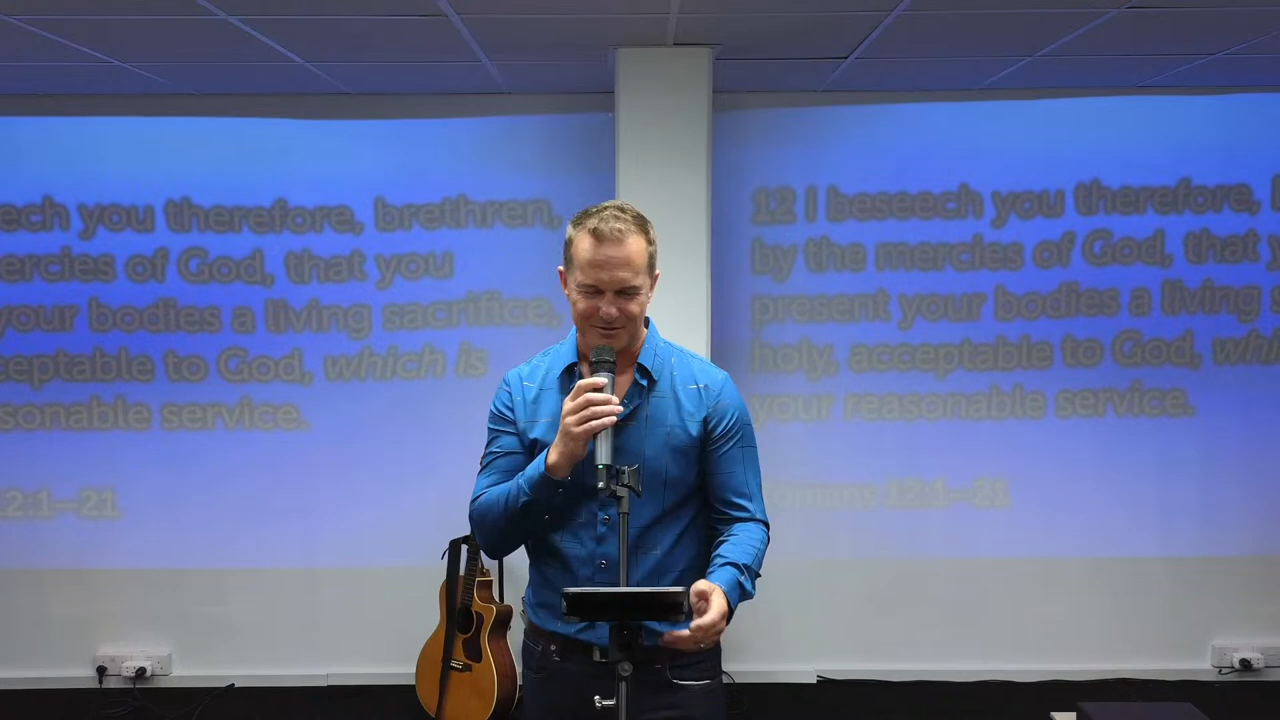 ech you therefore, brethren,
ercies of God, that you
your bodies a living sacrifice,
ceptable to God, which is
sonable service.
2:1—21
12 I beseech you therefore,
by the mercies of God, that y
present your bodies a living s
holy, acceptable to God, whi
your reasonable service.
Romans 12:1—21